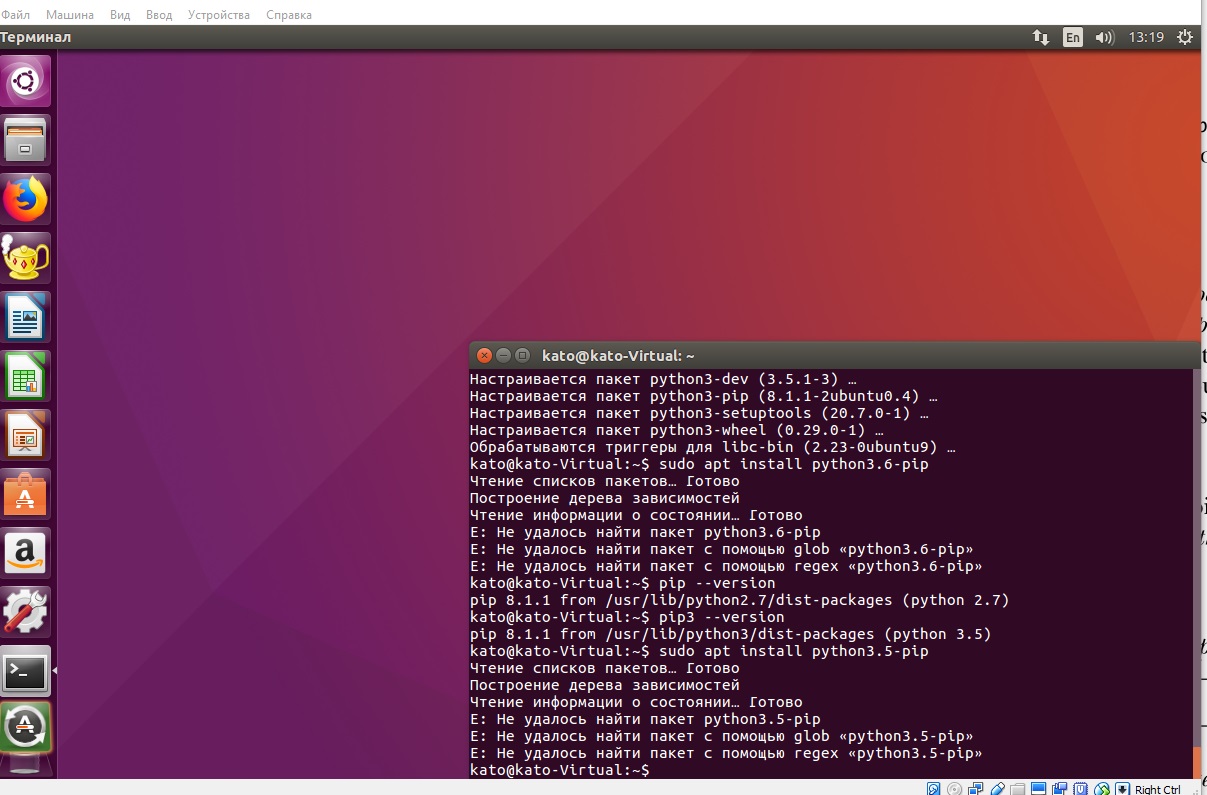 Файл Машина Вид Ввод Устройства Справка
Терминал En 13:19
kato@kato-Virtual: ~
Настраивается пакет python3-dev (3.5.1-3) …
Настраивается пакет python3-pip (8.1.1-2ubuntu0.4) …
Настраивается пакет python3-setuptools (20.7.0-1) …
Настраивается пакет python3-wheel (0.29.0-1) …
Обрабатываются триггеры для libc-bin (2.23-0ubuntu9) …
kato@kato-Virtual:~$ sudo apt install python3.6-pip
Чтение списков пакетов… Готово
Построение дерева зависимостей
Чтение информации о состоянии… Готово
E: Не удалось найти пакет python3.6-pip
E: Не удалось найти пакет с помощью glob «python3.6-pip»
E: Не удалось найти пакет с помощью regex «python3.6-pip»
kato@kato-Virtual:~$ pip --version
pip 8.1.1 from /usr/lib/python2.7/dist-packages (python 2.7)
kato@kato-Virtual:~$ pip3 --version
pip 8.1.1 from /usr/lib/python3/dist-packages (python 3.5)
kato@kato-Virtual:~$ sudo apt install python3.5-pip
Чтение списков пакетов… Готово
Построение дерева зависимостей
Чтение информации о состоянии… Готово
E: Не удалось найти пакет python3.5-pip
E: Не удалось найти пакет с помощью glob «python3.5-pip»
E: Не удалось найти пакет с помощью regex «python3.5-pip»
kato@kato-Virtual:~$
Right Ctrl